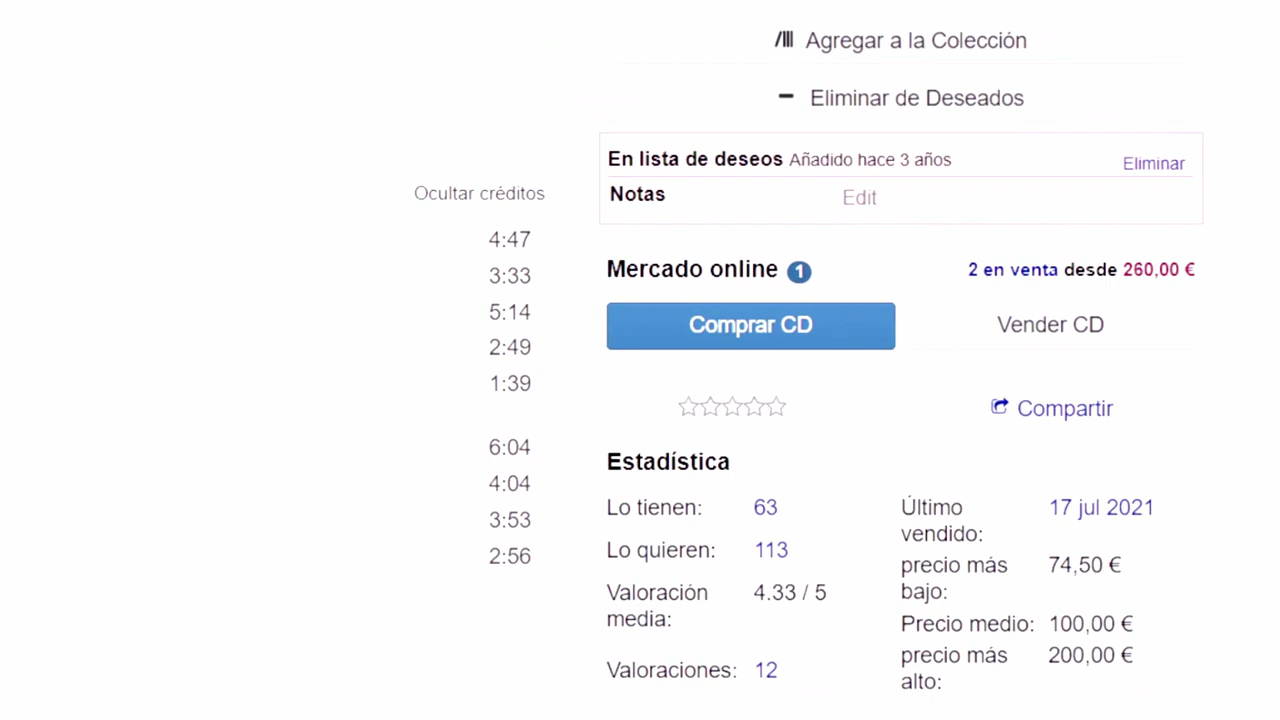 Agregar a la Colección
Eliminar de Deseados
En lista de deseos Añadido hace 3 años Eliminar
Notas Edit
Ocultar créditos
4:47
3:33
5:14
2:49
1:39
6:04
4:04
3:53
2:56
Mercado online 1 2 en venta desde 260,00 €
Comprar CD Vender CD
Compartir
Estadística
Lo tienen: 63
Lo quieren: 113
Valoración media: 4.33 / 5
Valoraciones: 12
Último vendido: 17 jul 2021
precio más bajo: 74,50 €
Precio medio: 100,00 €
precio más alto: 200,00 €